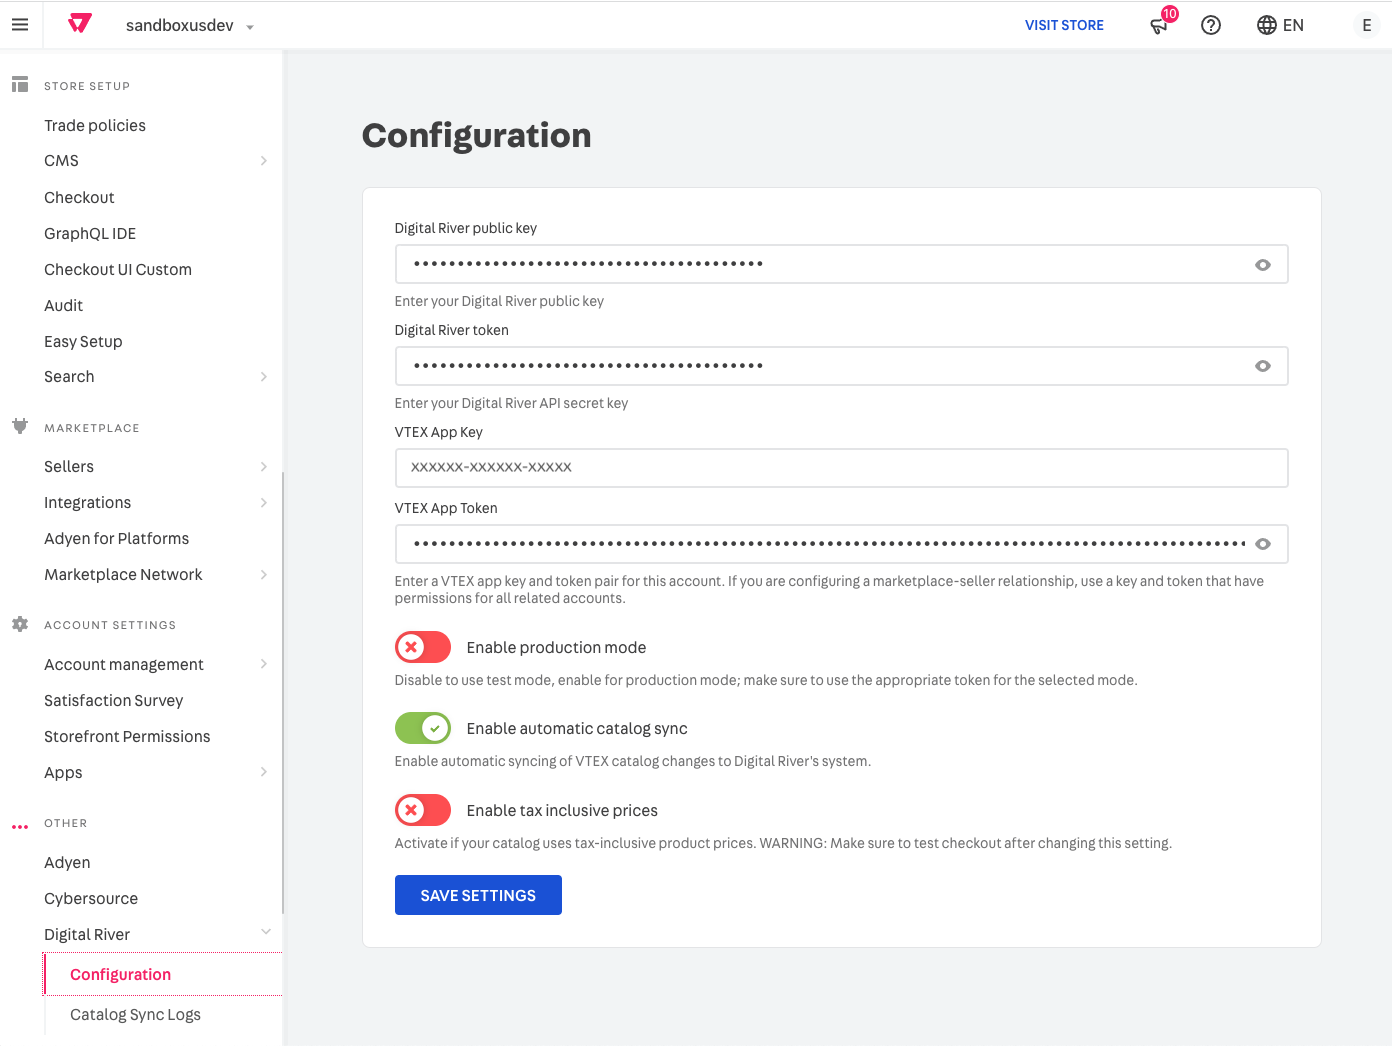 sandboxusdev
VISIT STORE
10
EN
E
STORE SETUP
Trade policies
CMS
Checkout
GraphQL IDE
Checkout UI Custom
Audit
Easy Setup
Search
MARKETPLACE
Sellers
Integrations
Adyen for Platforms
Marketplace Network
ACCOUNT SETTINGS
Account management
Satisfaction Survey
Storefront Permissions
Apps
OTHER
Adyen
Cybersource
Digital River
Configuration
Catalog Sync Logs
Configuration
Digital River public key
Enter your Digital River public key
Digital River token
Enter your Digital River API secret key
VTEX App Key
XXXXXX-XXXXXX-XXXXX
VTEX App Token
Enter a VTEX app key and token pair for this account. If you are configuring a marketplace-seller relationship, use a key and token that have
permissions for all related accounts.
Enable production mode
Disable to use test mode, enable for production mode; make sure to use the appropriate token for the selected mode.
Enable automatic catalog sync
Enable automatic syncing of VTEX catalog changes to Digital River's system.
Enable tax inclusive prices
Activate if your catalog uses tax-inclusive product prices. WARNING: Make sure to test checkout after changing this setting.
SAVE SETTINGS